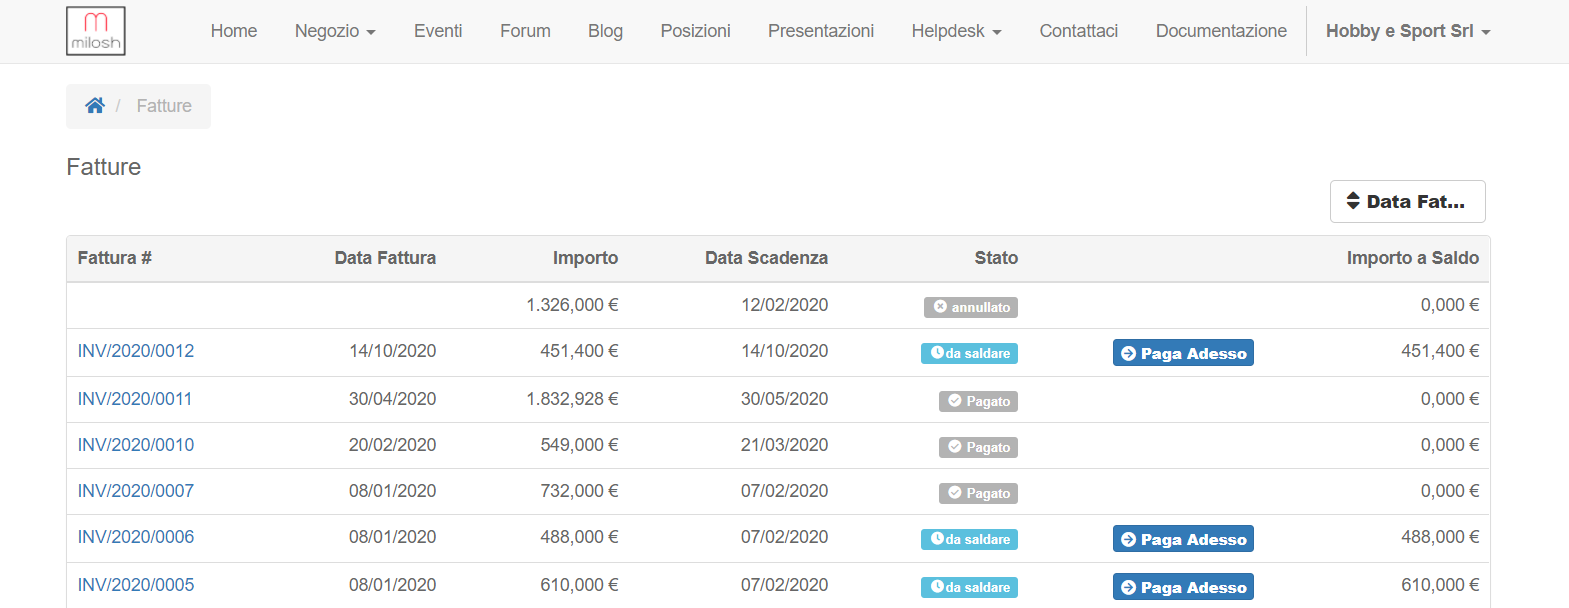 milosh
Home Negozio Eventi Forum Blog Posizioni Presentazioni Helpdesk Contattaci Documentazione Hobby e Sport Srl
/ Fatture
Fatture
Data Fat...
Fattura # Data Fattura Importo Data Scadenza Stato Importo a Saldo
1.326,000 € 12/02/2020 annullato 0,000 €
INV/2020/0012 14/10/2020 451,400 € 14/10/2020 da saldare Paga Adesso 451,400 €
INV/2020/0011 30/04/2020 1.832,928 € 30/05/2020 Pagato 0,000 €
INV/2020/0010 20/02/2020 549,000 € 21/03/2020 Pagato 0,000 €
INV/2020/0007 08/01/2020 732,000 € 07/02/2020 Pagato 0,000 €
INV/2020/0006 08/01/2020 488,000 € 07/02/2020 da saldare Paga Adesso 488,000 €
INV/2020/0005 08/01/2020 610,000 € 07/02/2020 da saldare Paga Adesso 610,000 €